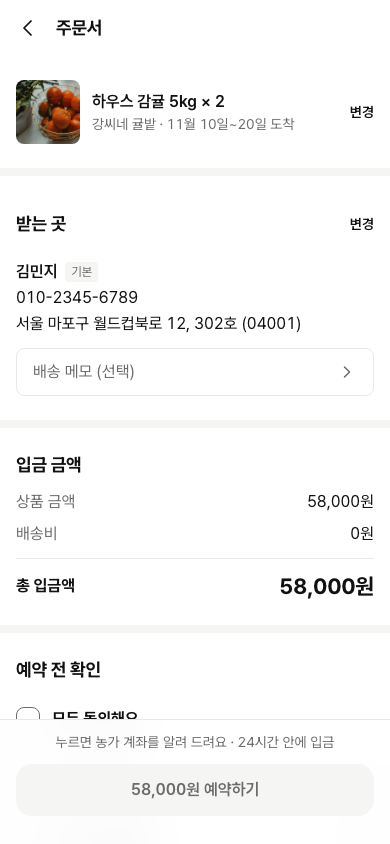 주문서
하우스 감귤 5kg × 2
강씨네 귤밭 · 11월 10일~20일 도착
변경
받는 곳
변경
김민지 기본
010-2345-6789
서울 마포구 월드컵북로 12, 302호 (04001)
배송 메모 (선택)
입금 금액
상품 금액 58,000원
배송비 0원
총 입금액 58,000원
예약 전 확인
모두 동의해요
누르면 농가 계좌를 알려 드려요 · 24시간 안에 입금
58,000원 예약하기